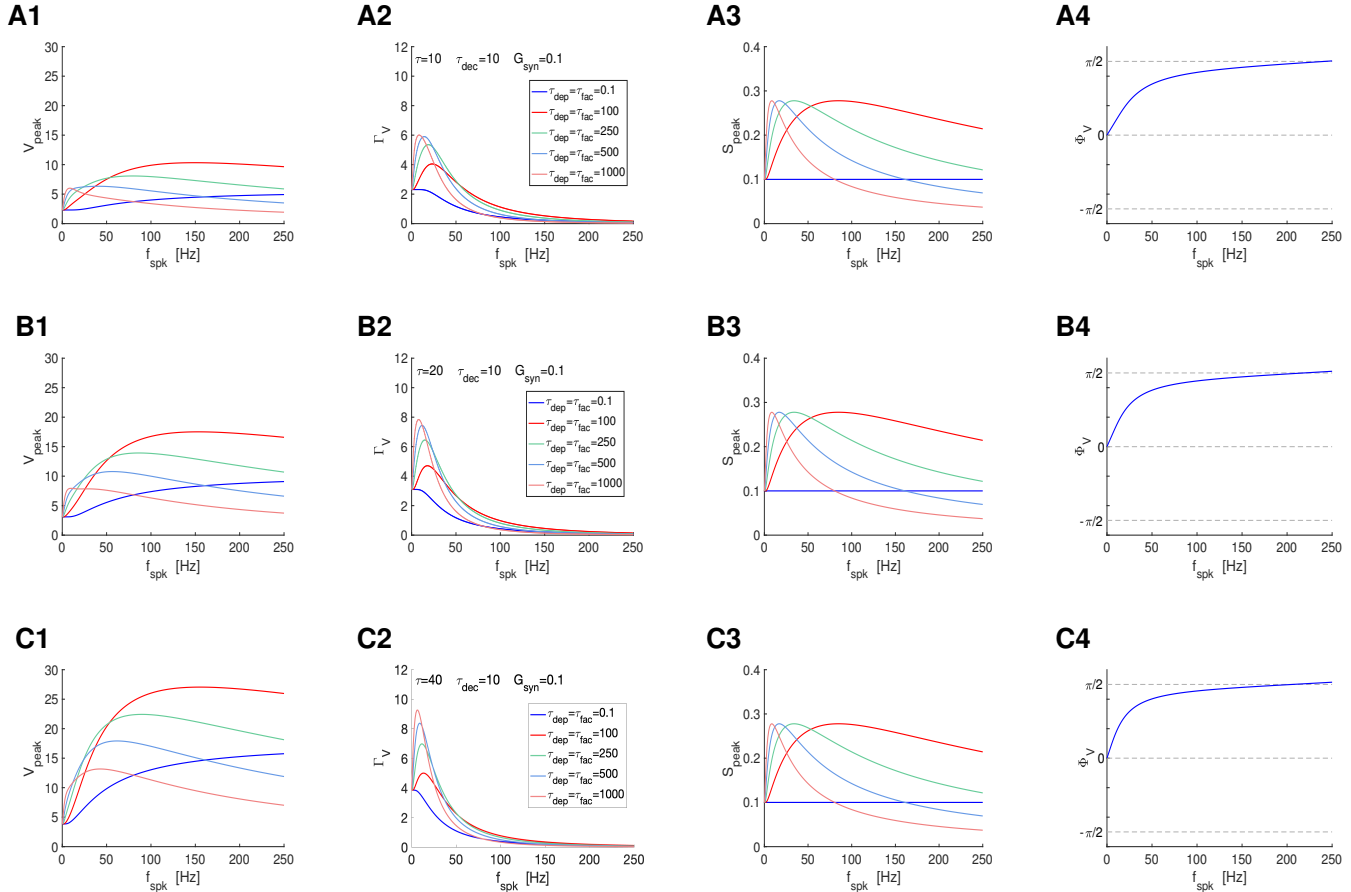 A1
A2
A3
A4
30
25
20
15
10
5
0
V_peak
0 50 100 150 200 250
f_spk [Hz]
12
10
8
6
4
2
0
Γ_V
τ=10 τ_dec=10 G_syn=0.1
τ_dep=τ_fac=0.1
τ_dep=τ_fac=100
τ_dep=τ_fac=250
τ_dep=τ_fac=500
τ_dep=τ_fac=1000
0 50 100 150 200 250
f_spk [Hz]
0.4
0.3
0.2
0.1
0
S_peak
0 50 100 150 200 250
f_spk [Hz]
π/2
0
-π/2
Φ_V
0 50 100 150 200 250
f_spk [Hz]
B1
B2
B3
B4
30
25
20
15
10
5
0
V_peak
0 50 100 150 200 250
f_spk [Hz]
12
10
8
6
4
2
0
Γ_V
τ=20 τ_dec=10 G_syn=0.1
τ_dep=τ_fac=0.1
τ_dep=τ_fac=100
τ_dep=τ_fac=250
τ_dep=τ_fac=500
τ_dep=τ_fac=1000
0 50 100 150 200 250
f_spk [Hz]
0.4
0.3
0.2
0.1
0
S_peak
0 50 100 150 200 250
f_spk [Hz]
π/2
0
-π/2
Φ_V
0 50 100 150 200 250
f_spk [Hz]
C1
C2
C3
C4
30
25
20
15
10
5
0
V_peak
0 50 100 150 200 250
f_spk [Hz]
12
10
8
6
4
2
0
Γ_V
τ=40 τ_dec=10 G_syn=0.1
τ_dep=τ_fac=0.1
τ_dep=τ_fac=100
τ_dep=τ_fac=250
τ_dep=τ_fac=500
τ_dep=τ_fac=1000
0 50 100 150 200 250
f_spk [Hz]
0.4
0.3
0.2
0.1
0
S_peak
0 50 100 150 200 250
f_spk [Hz]
π/2
0
-π/2
Φ_V
0 50 100 150 200 250
f_spk [Hz]